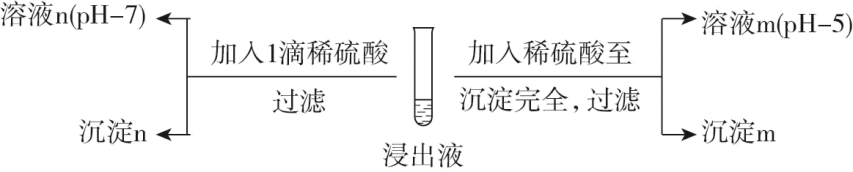 溶液n(pH-7)
沉淀n
加入1滴稀硫酸
过滤
浸出液
加入稀硫酸至
沉淀完全,过滤
溶液m(pH-5)
沉淀m